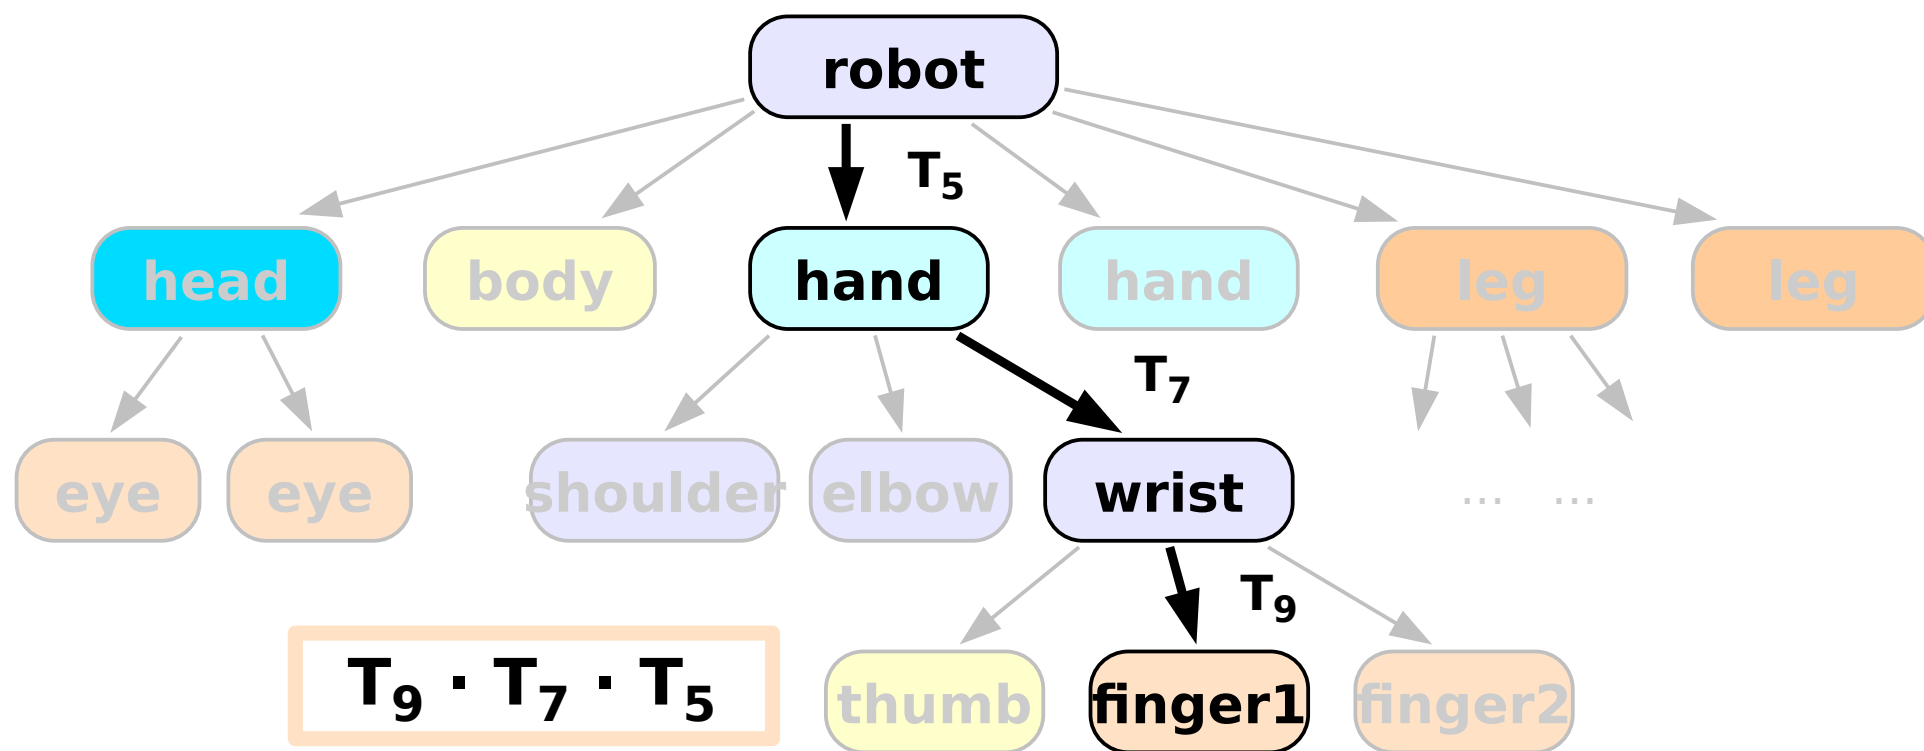 robot
T5
head body hand hand leg leg
T7
eye eye shoulder elbow wrist ... ...
T9
T9 · T7 · T5
thumb finger1 finger2